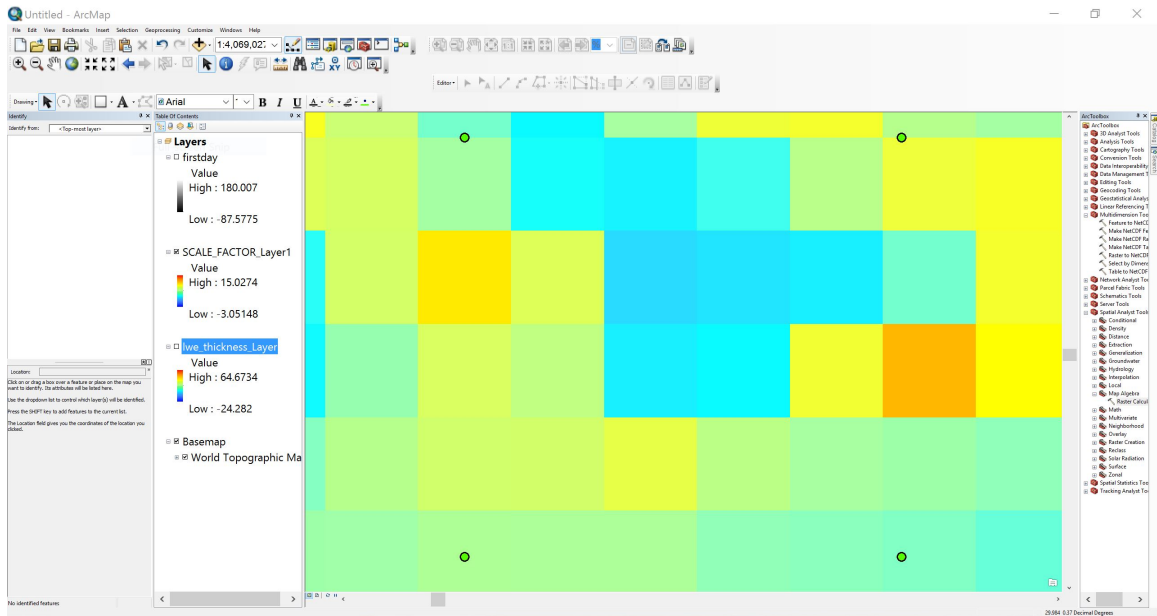 Untitled - ArcMap
File Edit View Bookmarks Insert Selection Geoprocessing Customize Windows Help
1:4,069,027
Editor
Drawing
Arial
B I U A
Identify
Identify from: <Top-most layer>
Location:
Click on or drag a box over a feature or place on the map you
want to identify. Its attributes will be listed here.
Use the dropdown list to control which layer(s) will be identified.
Press the SHIFT key to add features to the current list.
The Location field gives you the coordinates of the location you
clicked.
No identified features
Table Of Contents
Layers
firstday
Value
High : 180.007
Low : -87.5775
SCALE_FACTOR_Layer1
Value
High : 15.0274
Low : -3.05148
lwe_thickness_Layer
Value
High : 64.6734
Low : -24.282
Basemap
World Topographic Ma
ArcToolbox
ArcToolbox
3D Analyst Tools
Analysis Tools
Cartography Tools
Conversion Tools
Data Interoperability
Data Management T
Editing Tools
Geocoding Tools
Geostatistical Analys
Linear Referencing T
Multidimension Too
Feature to NetCD
Make NetCDF Fe
Make NetCDF Ra
Make NetCDF Ta
Raster to NetCDF
Select by Dimens
Table to NetCDF
Network Analyst Too
Parcel Fabric Tools
Schematics Tools
Server Tools
Spatial Analyst Tools
Conditional
Density
Distance
Extraction
Generalization
Groundwater
Hydrology
Interpolation
Local
Map Algebra
Raster Calcul
Math
Multivariate
Neighborhood
Overlay
Raster Creation
Reclass
Solar Radiation
Surface
Zonal
Spatial Statistics Too
Tracking Analyst To
Catalog
Search
29.984 0.37 Decimal Degrees